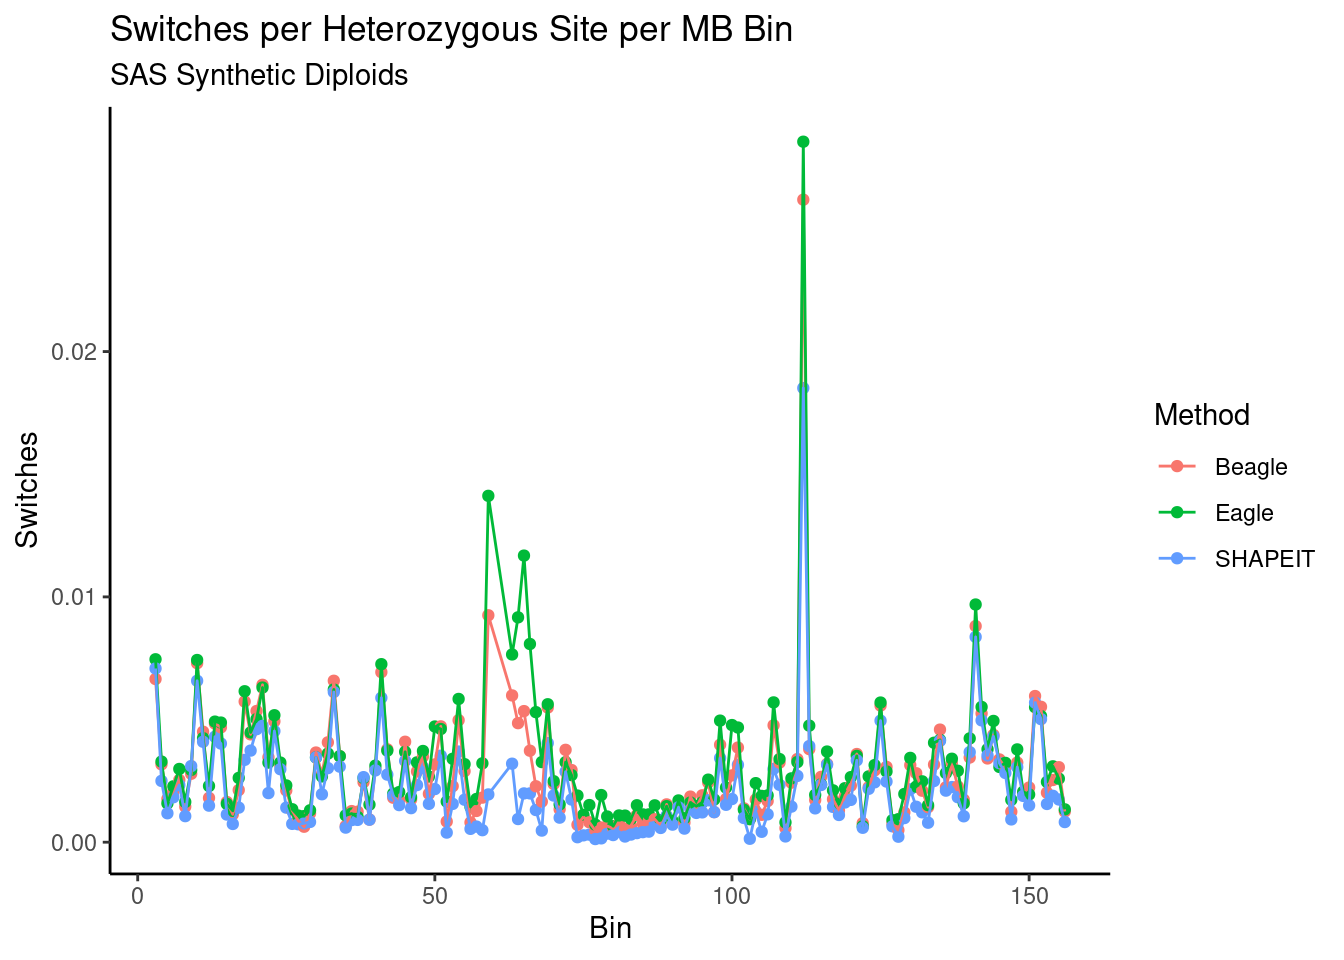 Switches per Heterozygous Site per MB Bin
SAS Synthetic Diploids
Switches
0.02
0.01
0.00
0
50
100
150
Bin
Method
Beagle
Eagle
SHAPEIT